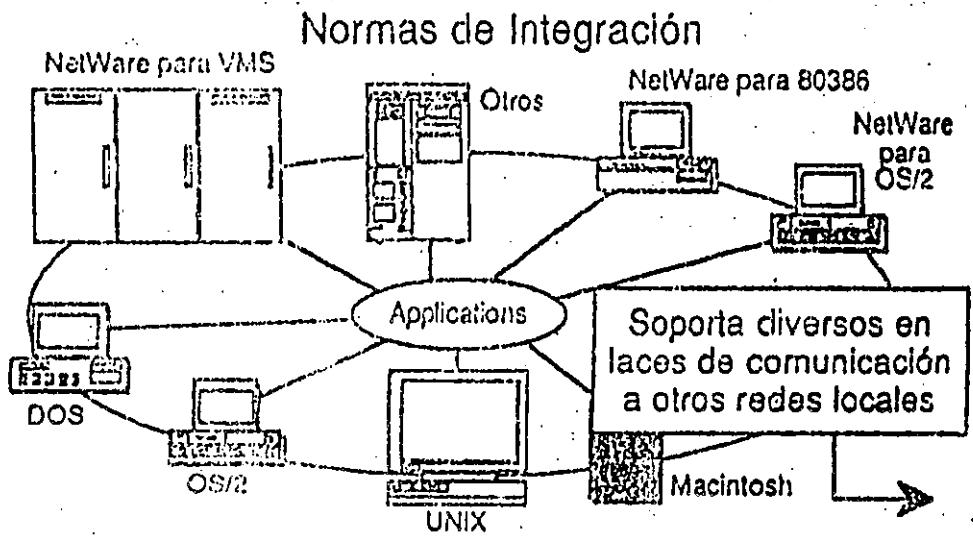 Normas de Integración
NetWare para VMS
Otros
NetWare para 80386
NetWare
para
OS/2
Applications
Soporta diversos en
laces de comunicación
a otros redes locales
DOS
OS/2
UNIX
Macintosh